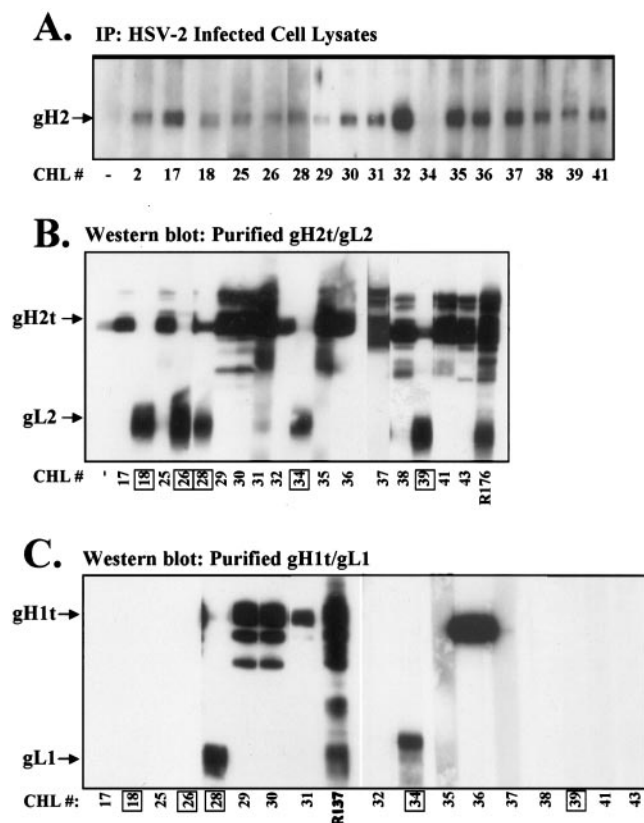 A. IP: HSV-2 Infected Cell Lysates
gH2
CHL # - 2 17 18 25 26 28 29 30 31 32 34 35 36 37 38 39 41
B. Western blot: Purified gH2t/gL2
gH2t
gL2
CHL # - 17 18 25 26 28 29 30 31 32 34 35 36 37 38 39 41 43 R176
C. Western blot: Purified gH1t/gL1
gH1t
gL1
CHL #: 17 18 25 26 28 29 30 31 R137 32 34 35 36 37 38 39 41 43